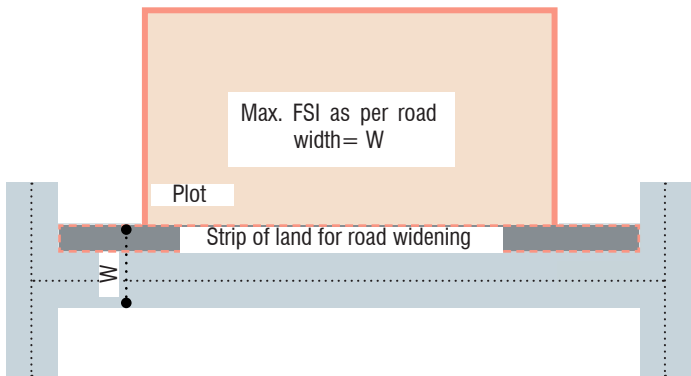 Max. FSI as per road
width= W
Plot
Strip of land for road widening
W